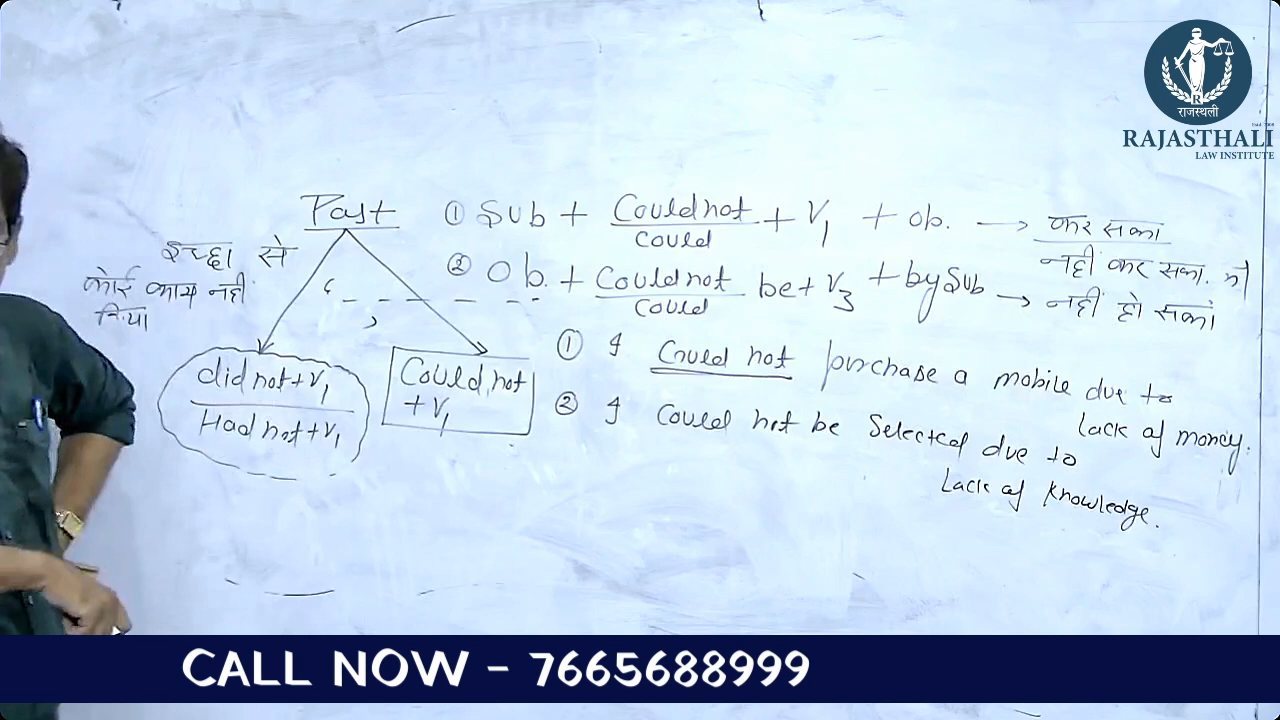 राजस्थली
RAJASTHALI
LAW INSTITUTE
Past
① Sub + Could not / Could + V1 + ob. → कर सका
नहीं कर सका.
② Ob. + Could not / Could be + V3 + by Sub → नहीं हो सका
इच्छा से
कोई काय नहीं
किया
did not + V1
Had not + V1
Could not
+ V1
① I Could not purchase a mobile due to
Lack of money.
② I Could not be Selected due to
Lack of Knowledge.
CALL NOW - 7665688999